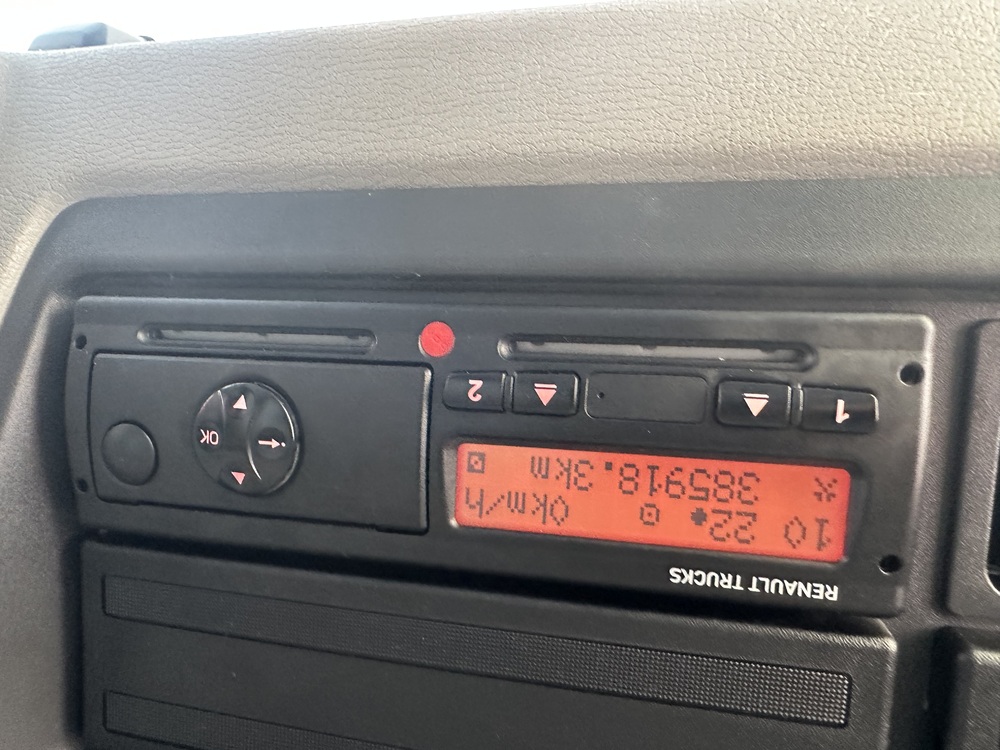 RENAULT TRUCKS
10 22 0km/h
385918.3km
1
2
OK